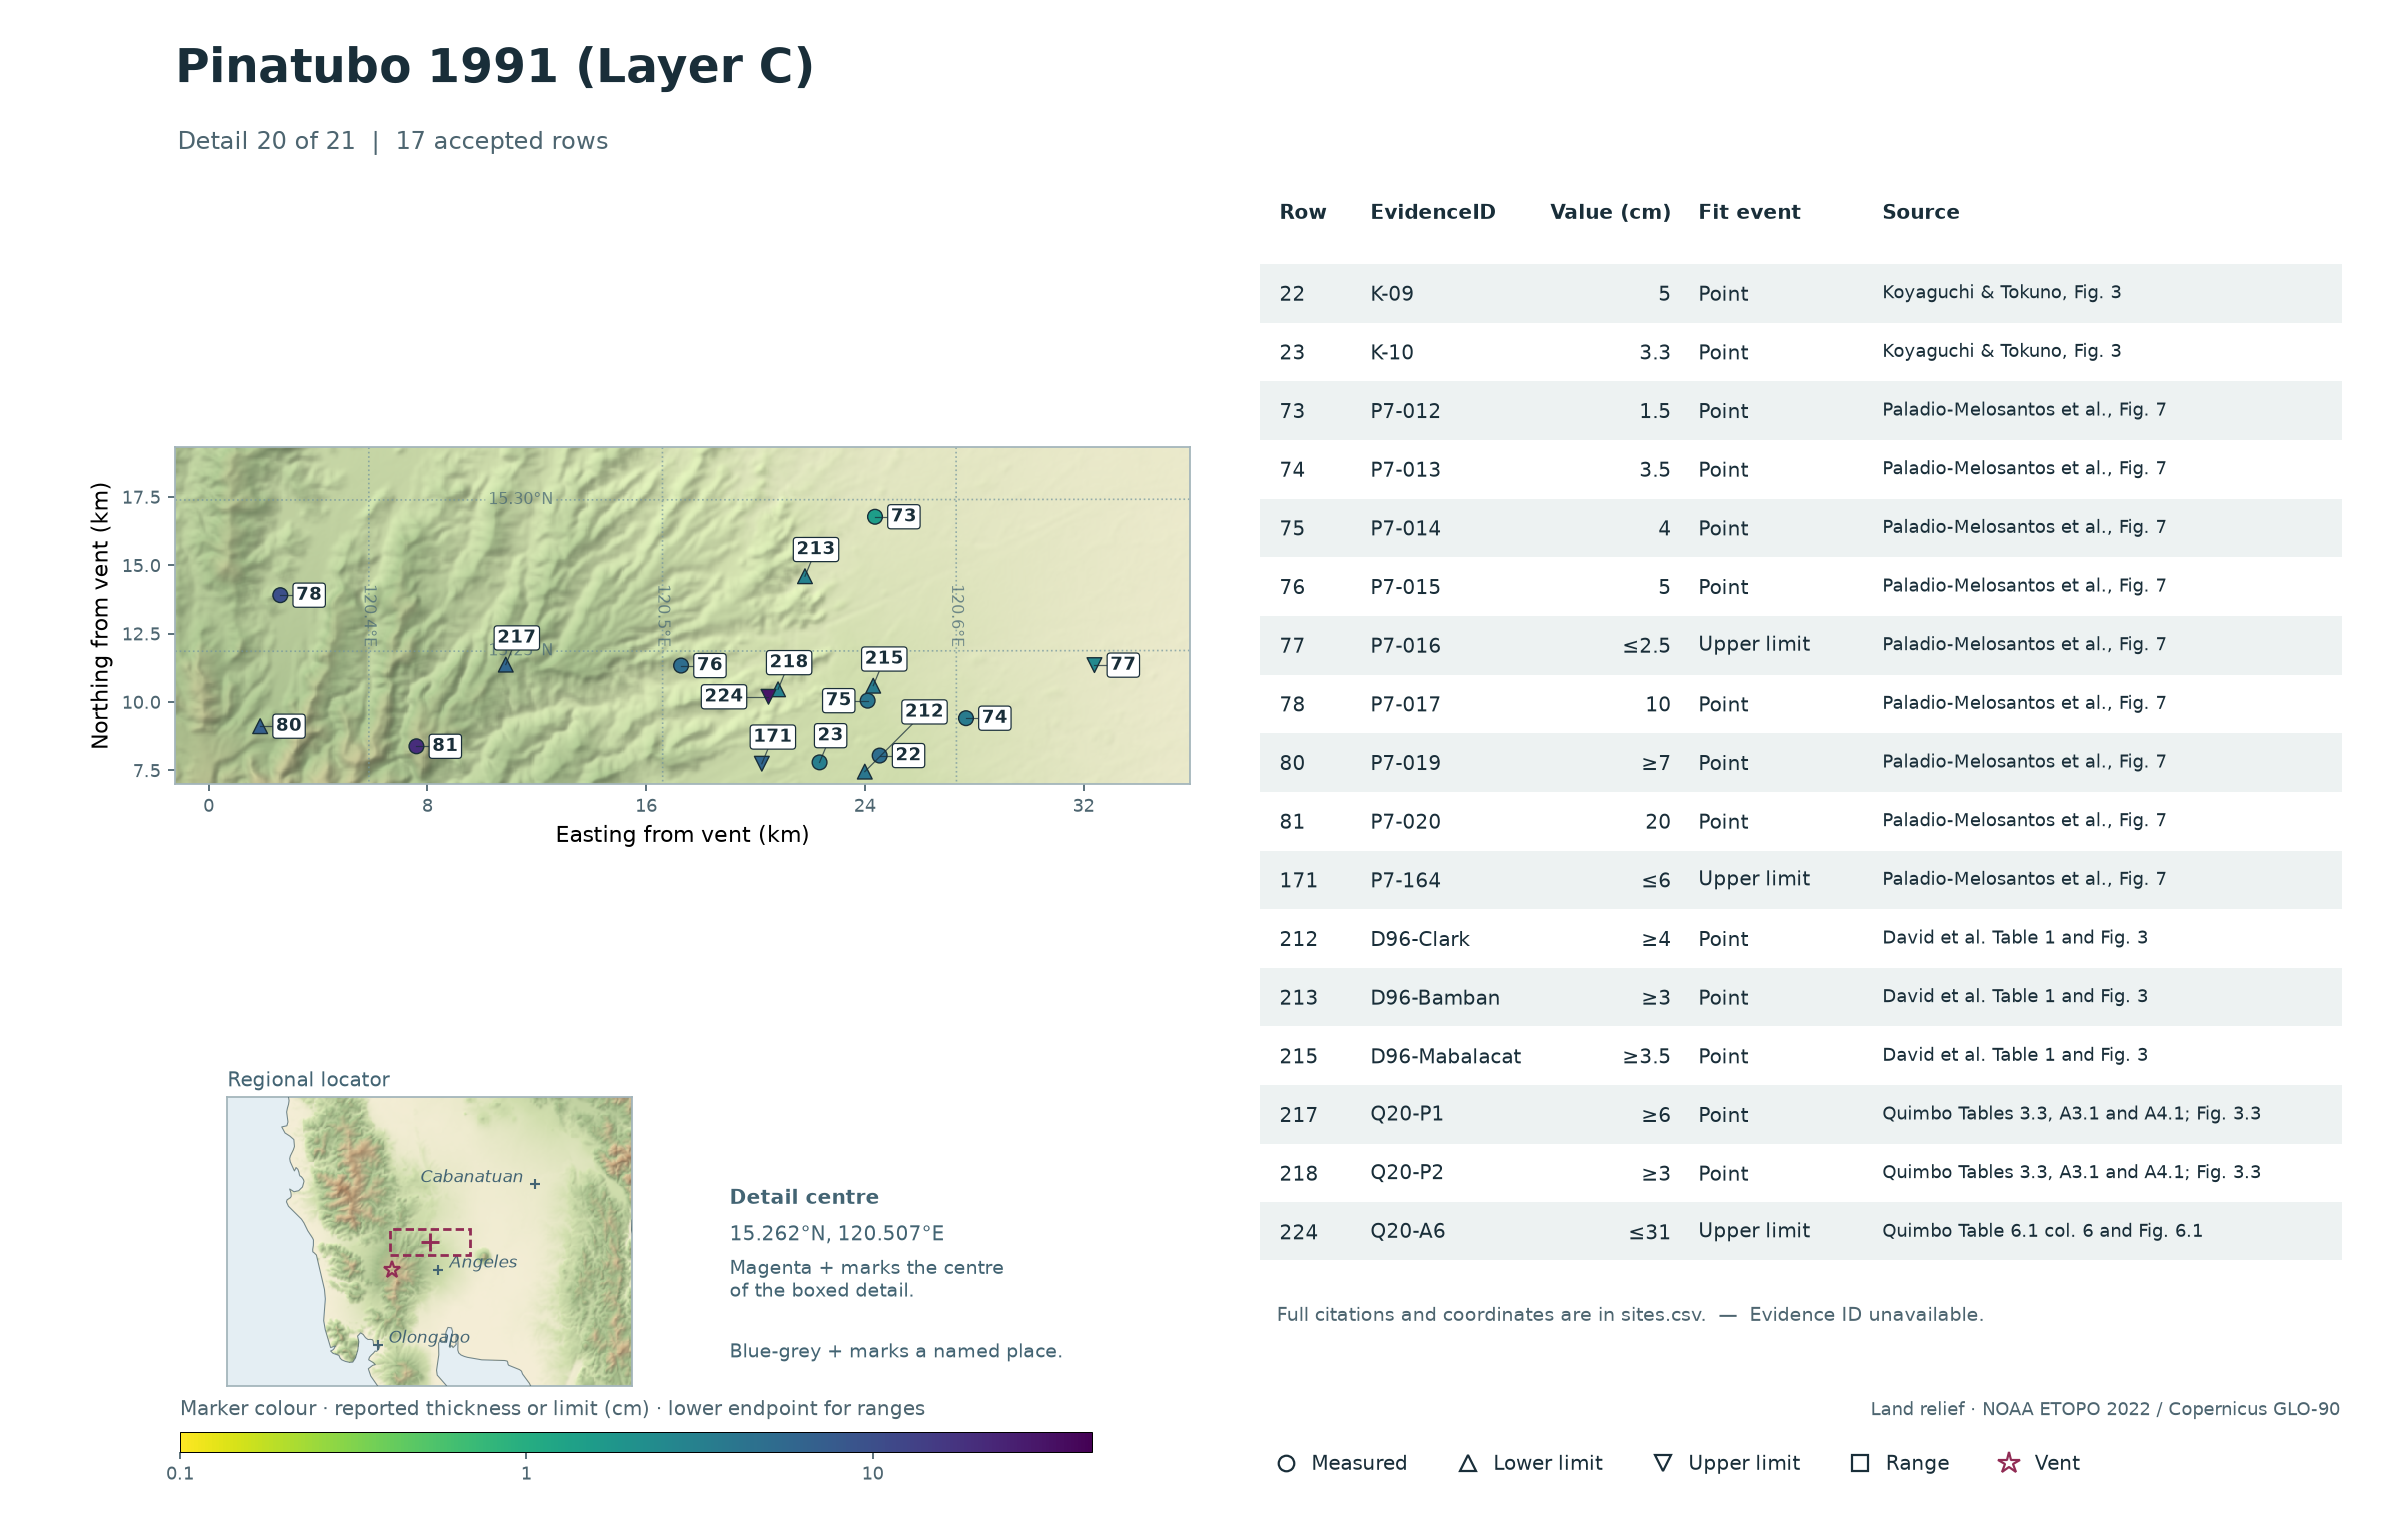 Pinatubo 1991 (Layer C)
Detail 20 of 21 | 17 accepted rows
Row EvidenceID Value (cm) Fit event Source
22 K-09 5 Point Koyaguchi & Tokuno, Fig. 3
23 K-10 3.3 Point Koyaguchi & Tokuno, Fig. 3
73 P7-012 1.5 Point Paladio-Melosantos et al., Fig. 7
74 P7-013 3.5 Point Paladio-Melosantos et al., Fig. 7
75 P7-014 4 Point Paladio-Melosantos et al., Fig. 7
76 P7-015 5 Point Paladio-Melosantos et al., Fig. 7
77 P7-016 ≤2.5 Upper limit Paladio-Melosantos et al., Fig. 7
78 P7-017 10 Point Paladio-Melosantos et al., Fig. 7
80 P7-019 ≥7 Point Paladio-Melosantos et al., Fig. 7
81 P7-020 20 Point Paladio-Melosantos et al., Fig. 7
171 P7-164 ≤6 Upper limit Paladio-Melosantos et al., Fig. 7
212 D96-Clark ≥4 Point David et al. Table 1 and Fig. 3
213 D96-Bamban ≥3 Point David et al. Table 1 and Fig. 3
215 D96-Mabalacat ≥3.5 Point David et al. Table 1 and Fig. 3
217 Q20-P1 ≥6 Point Quimbo Tables 3.3, A3.1 and A4.1; Fig. 3.3
218 Q20-P2 ≥3 Point Quimbo Tables 3.3, A3.1 and A4.1; Fig. 3.3
224 Q20-A6 ≤31 Upper limit Quimbo Table 6.1 col. 6 and Fig. 6.1
Full citations and coordinates are in sites.csv. — Evidence ID unavailable.
Northing from vent (km)
17.5
15.0
12.5
10.0
7.5
15.30°N
120.4°E
120.5°E
120.6°E
73
213
78
217
76
218
215
77
224
75
212
74
80
81
171
23
22
0 8 16 24 32
Easting from vent (km)
Regional locator
Cabanatuan
Angeles
Olongapo
Detail centre
15.262°N, 120.507°E
Magenta + marks the centre
of the boxed detail.
Blue-grey + marks a named place.
Marker colour · reported thickness or limit (cm) · lower endpoint for ranges
0.1 1 10
Land relief · NOAA ETOPO 2022 / Copernicus GLO-90
Measured Lower limit Upper limit Range Vent